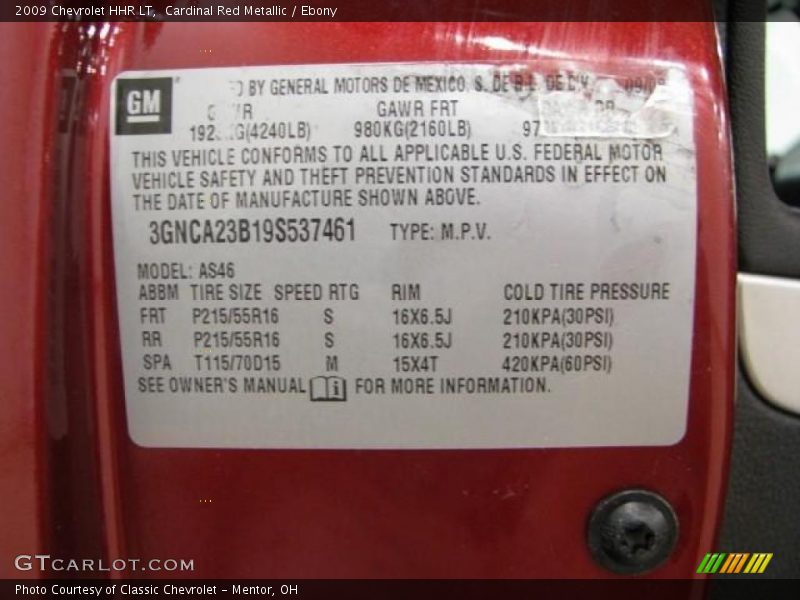 2009 Chevrolet HHR LT, Cardinal Red Metallic / Ebony
GM
BY GENERAL MOTORS DE MEXICO, S. DE
GAWR FRT
(4240LB) 980KG(2160LB)
THIS VEHICLE CONFORMS TO ALL APPLICABLE U.S. FEDERAL MOTOR
VEHICLE SAFETY AND THEFT PREVENTION STANDARDS IN EFFECT ON
THE DATE OF MANUFACTURE SHOWN ABOVE.
3GNCA23B19S537461 TYPE: M.P.V.
MODEL: AS46
ABBM TIRE SIZE SPEED RTG RIM COLD TIRE PRESSURE
FRT P215/55R16 S 16X6.5J 210KPA(30PSI)
RR P215/55R16 S 16X6.5J 210KPA(30PSI)
SPA T115/70D15 M 15X4T 420KPA(60PSI)
SEE OWNER'S MANUAL FOR MORE INFORMATION.
GTCARLOT.COM
Photo Courtesy of Classic Chevrolet - Mentor, OH